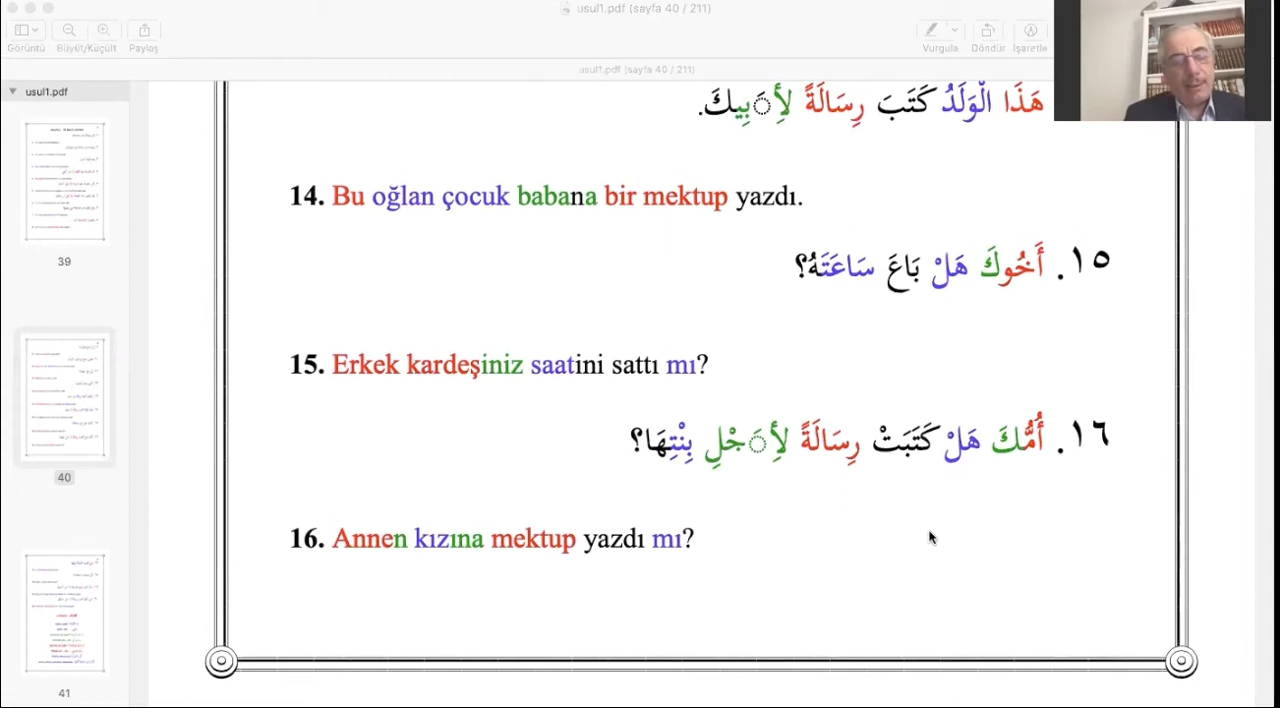 usul1.pdf (sayfa 40 / 211)
Görüntü Büyüt/Küçült Paylaş Vurgula Döndür İşaretle
usul1.pdf (sayfa 40 / 211)
usul1.pdf
39
40
41
هَذَا الْوَلَدُ كَتَبَ رِسَالَةً لِأَبِيكَ.
14. Bu oğlan çocuk babana bir mektup yazdı.
١٥. أَخُوكَ هَلْ بَاعَ سَاعَتَهُ؟
15. Erkek kardeşiniz saatini sattı mı?
١٦. أُمُّكَ هَلْ كَتَبَتْ رِسَالَةً لِأَجْلِ بِنْتِهَا؟
16. Annen kızına mektup yazdı mı?